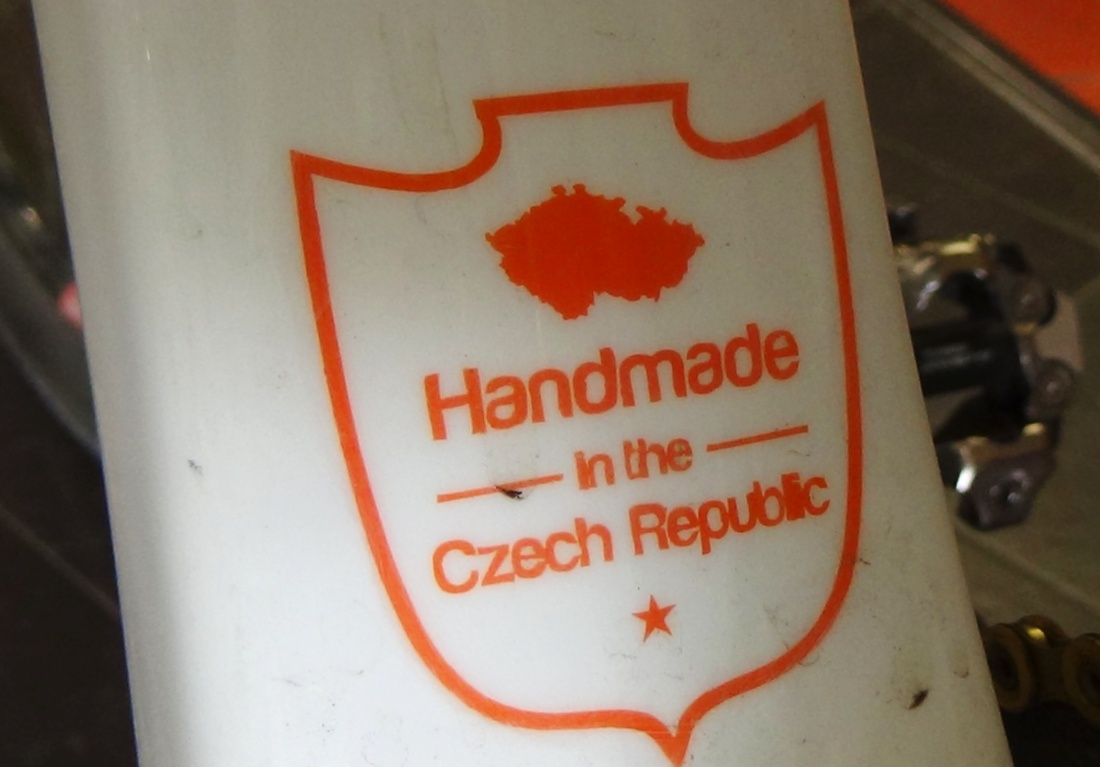 Handmade
in the
Czech Republic